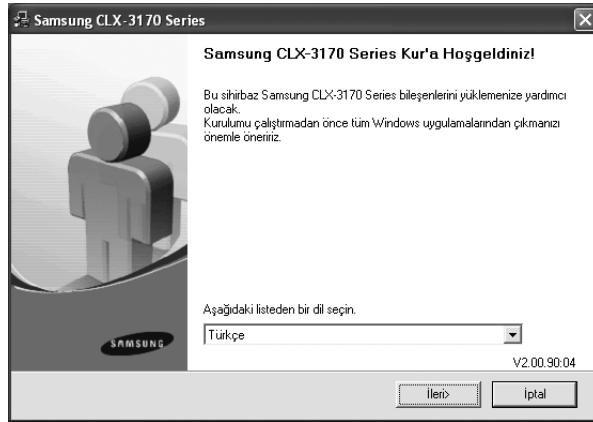 Samsung CLX-3170 Series
Samsung CLX-3170 Series Kur'a Hoşgeldiniz!
Bu sihirbaz Samsung CLX-3170 Series bileşenlerini yüklemenize yardımcı
olacak.
Kurulumu çalıştırmadan önce tüm Windows uygulamalarından çıkmanızı
önemle öneririz.
Aşağıdaki listeden bir dil seçin.
Türkçe
SAMSUNG
V2.00.90:04
İleri>
İptal